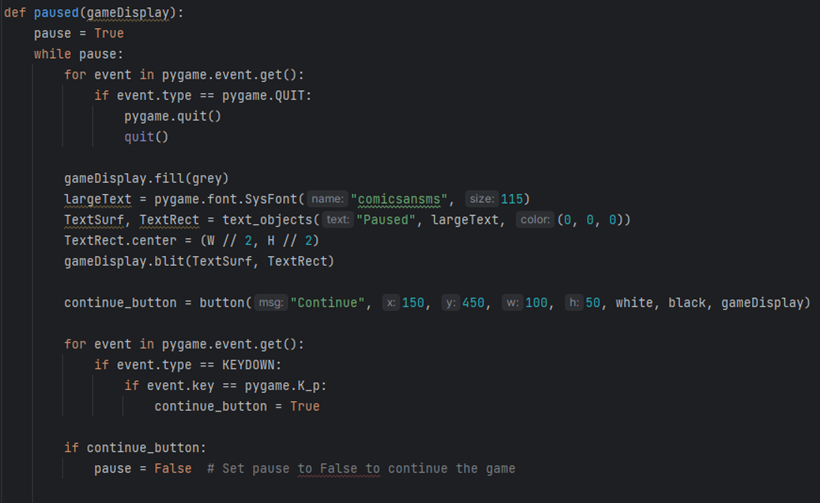 def paused(gameDisplay):
    pause = True
    while pause:
        for event in pygame.event.get():
            if event.type == pygame.QUIT:
                pygame.quit()
                quit()

        gameDisplay.fill(grey)
        largeText = pygame.font.SysFont( name: "comicsansms", size: 115)
        TextSurf, TextRect = text_objects( text: "Paused", largeText, color: (0, 0, 0))
        TextRect.center = (W // 2, H // 2)
        gameDisplay.blit(TextSurf, TextRect)

        continue_button = button( msg: "Continue", x: 150, y: 450, w: 100, h: 50, white, black, gameDisplay)

        for event in pygame.event.get():
            if event.type == KEYDOWN:
                if event.key == pygame.K_p:
                    continue_button = True

        if continue_button:
            pause = False  # Set pause to False to continue the game